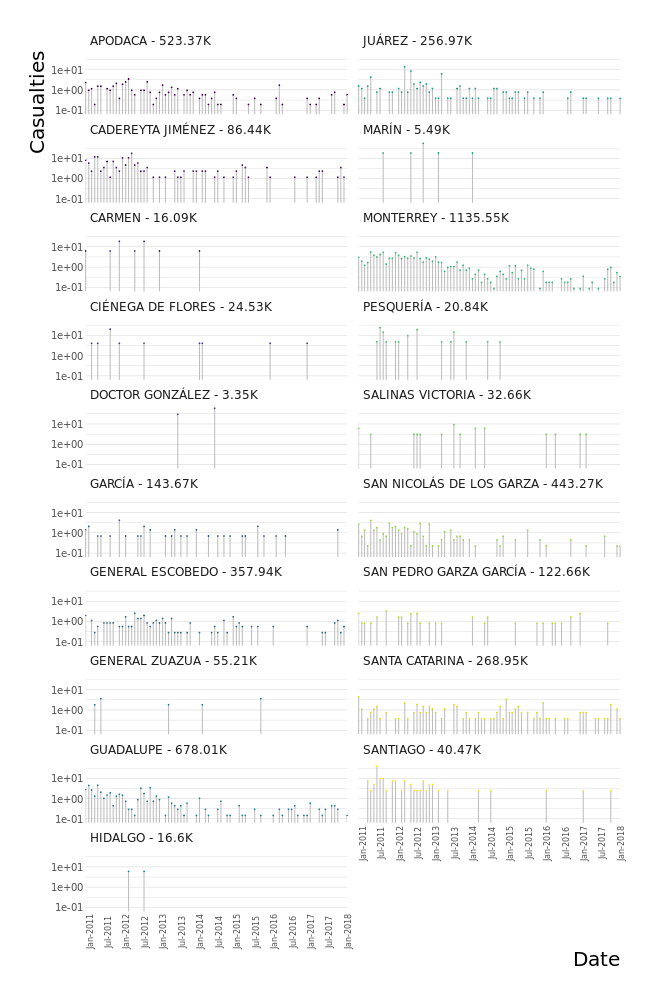 Casualties
APODACA - 523.37K
1e+01
1e+00
1e-01
JUÁREZ - 256.97K
CADEREYTA JIMÉNEZ - 86.44K
1e+01
1e+00
1e-01
MARÍN - 5.49K
CARMEN - 16.09K
1e+01
1e+00
1e-01
MONTERREY - 1135.55K
CIÉNEGA DE FLORES - 24.53K
1e+01
1e+00
1e-01
PESQUERÍA - 20.84K
DOCTOR GONZÁLEZ - 3.35K
1e+01
1e+00
1e-01
SALINAS VICTORIA - 32.66K
GARCÍA - 143.67K
1e+01
1e+00
1e-01
SAN NICOLÁS DE LOS GARZA - 443.27K
GENERAL ESCOBEDO - 357.94K
1e+01
1e+00
1e-01
SAN PEDRO GARZA GARCÍA - 122.66K
GENERAL ZUAZUA - 55.21K
1e+01
1e+00
1e-01
SANTA CATARINA - 268.95K
GUADALUPE - 678.01K
1e+01
1e+00
1e-01
SANTIAGO - 40.47K
Jan-2011
Jul-2011
Jan-2012
Jul-2012
Jan-2013
Jul-2013
Jan-2014
Jul-2014
Jan-2015
Jul-2015
Jan-2016
Jul-2016
Jan-2017
Jul-2017
Jan-2018
HIDALGO - 16.6K
1e+01
1e+00
1e-01
Jan-2011
Jul-2011
Jan-2012
Jul-2012
Jan-2013
Jul-2013
Jan-2014
Jul-2014
Jan-2015
Jul-2015
Jan-2016
Jul-2016
Jan-2017
Jul-2017
Jan-2018
Date